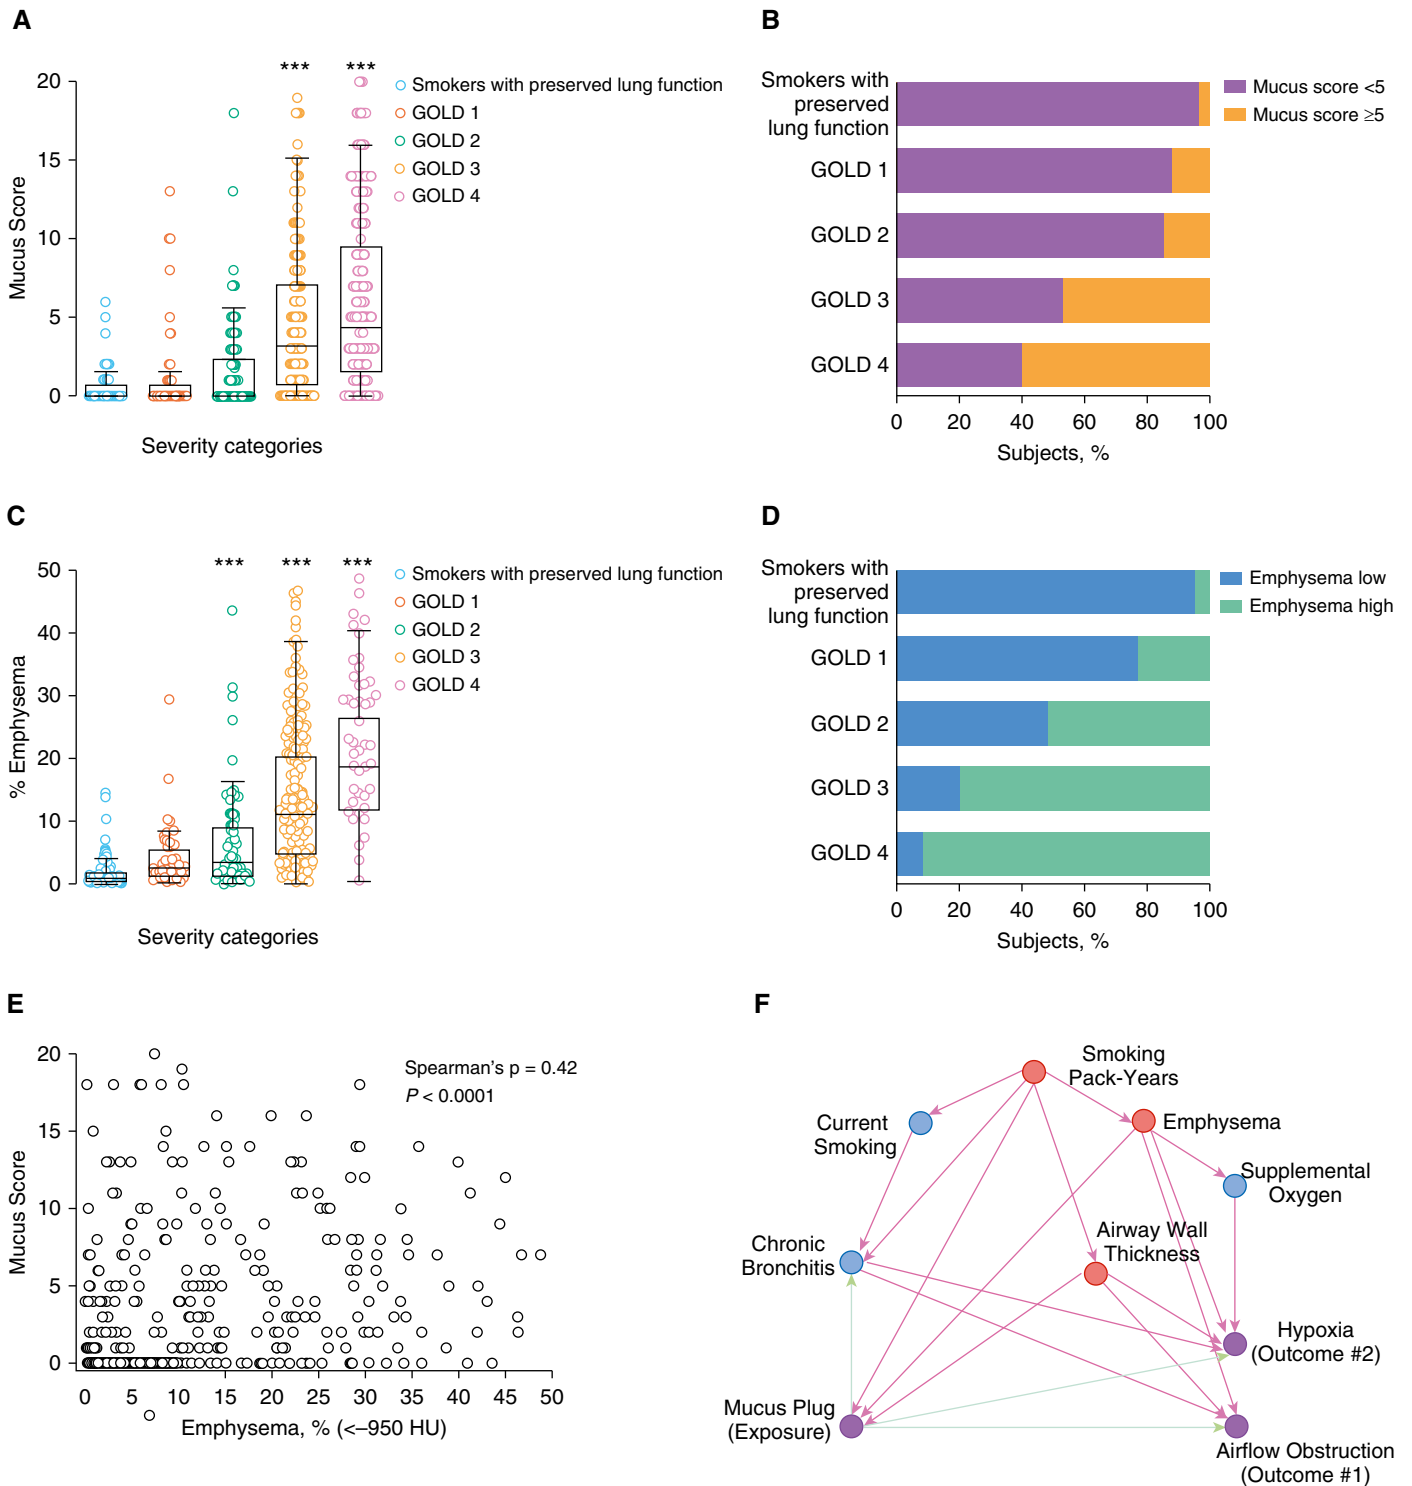 A
Mucus Score
20
15
10
5
0
***
***
Smokers with preserved lung function
GOLD 1
GOLD 2
GOLD 3
GOLD 4
Severity categories
B
Smokers with
preserved
lung function
GOLD 1
GOLD 2
GOLD 3
GOLD 4
0 20 40 60 80 100
Subjects, %
Mucus score <5
Mucus score ≥5
C
% Emphysema
50
40
30
20
10
0
***
***
***
Smokers with preserved lung function
GOLD 1
GOLD 2
GOLD 3
GOLD 4
Severity categories
D
Smokers with
preserved
lung function
GOLD 1
GOLD 2
GOLD 3
GOLD 4
0 20 40 60 80 100
Subjects, %
Emphysema low
Emphysema high
E
Mucus Score
20
15
10
5
0
Spearman's p = 0.42
P < 0.0001
0 5 10 15 20 25 30 35 40 45 50
Emphysema, % (<–950 HU)
F
Smoking
Pack-Years
Current
Smoking
Emphysema
Supplemental
Oxygen
Airway Wall
Thickness
Chronic
Bronchitis
Hypoxia
(Outcome #2)
Mucus Plug
(Exposure)
Airflow Obstruction
(Outcome #1)